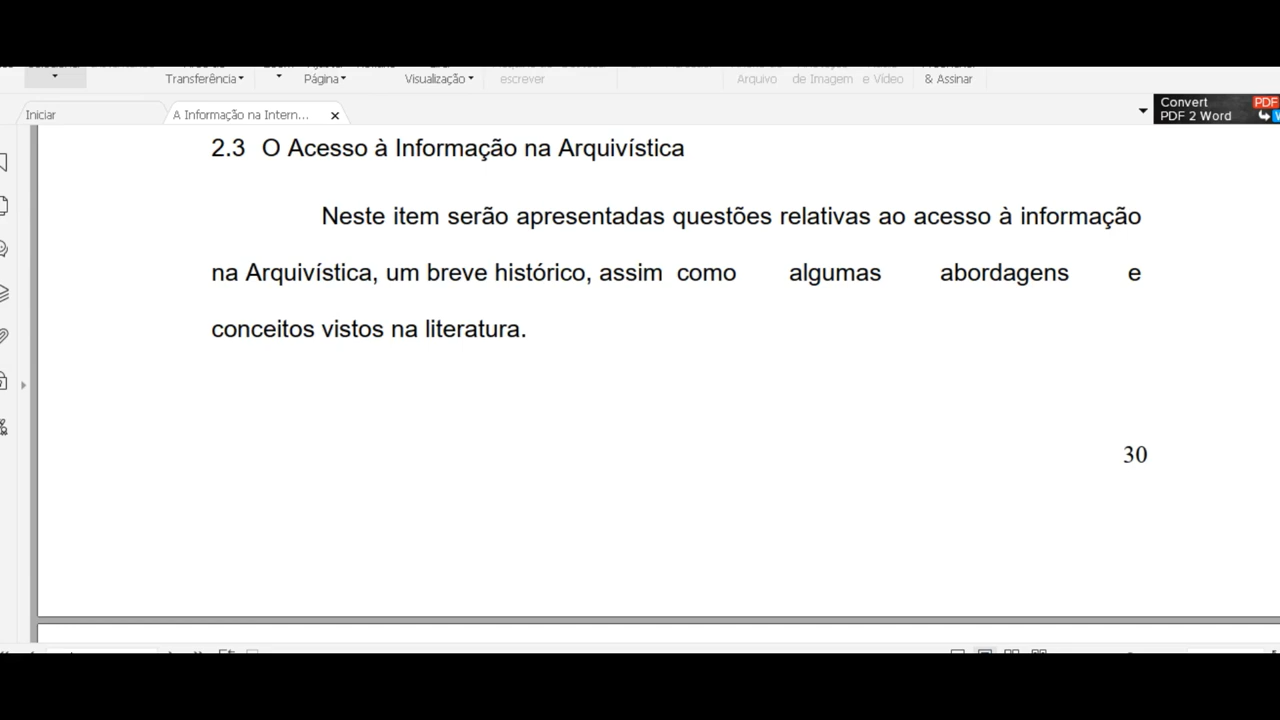 Transferência
Página
Visualização
escrever
Arquivo
de Imagem
e Vídeo
& Assinar
Iniciar
A Informação na Intern...
Convert PDF
PDF 2 Word
2.3 O Acesso à Informação na Arquivística
Neste item serão apresentadas questões relativas ao acesso à informação
na Arquivística, um breve histórico, assim como algumas abordagens e
conceitos vistos na literatura.
30